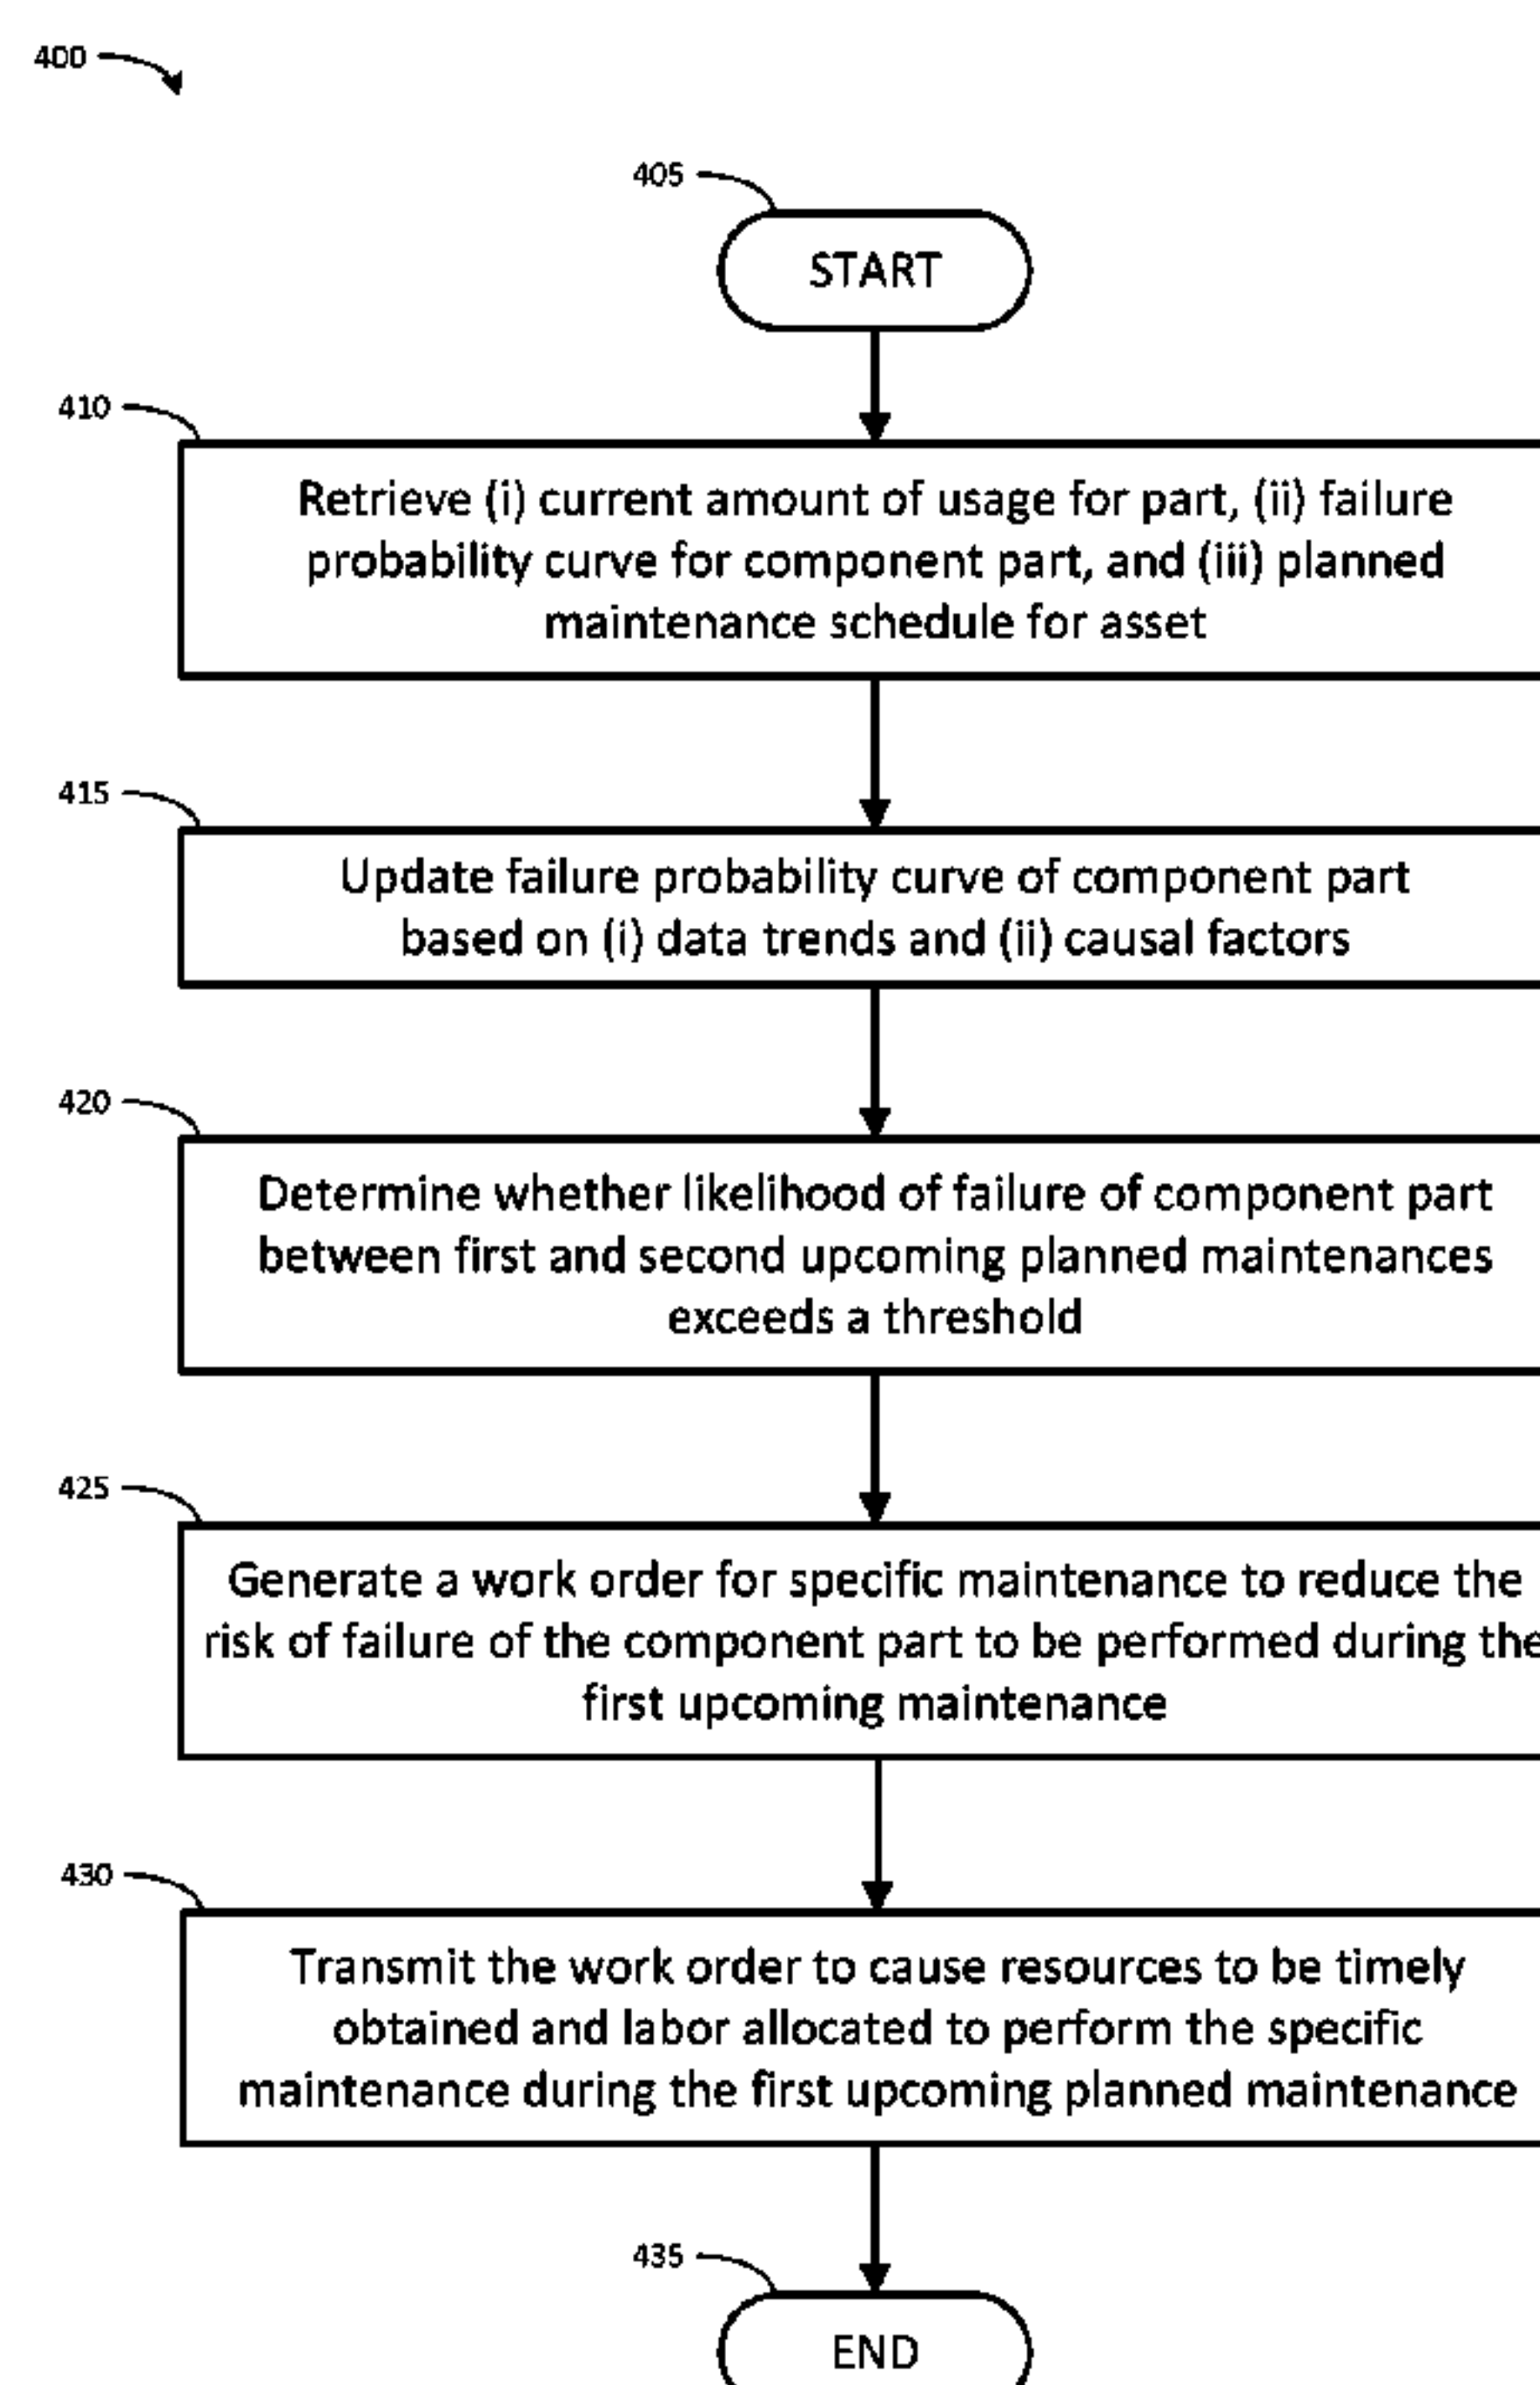 400
405
START
410
Retrieve (i) current amount of usage for part, (ii) failure
probability curve for component part, and (iii) planned
maintenance schedule for asset
415
Update failure probability curve of component part
based on (i) data trends and (ii) causal factors
420
Determine whether likelihood of failure of component part
between first and second upcoming planned maintenances
exceeds a threshold
425
Generate a work order for specific maintenance to reduce the
risk of failure of the component part to be performed during the
first upcoming maintenance
430
Transmit the work order to cause resources to be timely
obtained and labor allocated to perform the specific
maintenance during the first upcoming planned maintenance
435
END